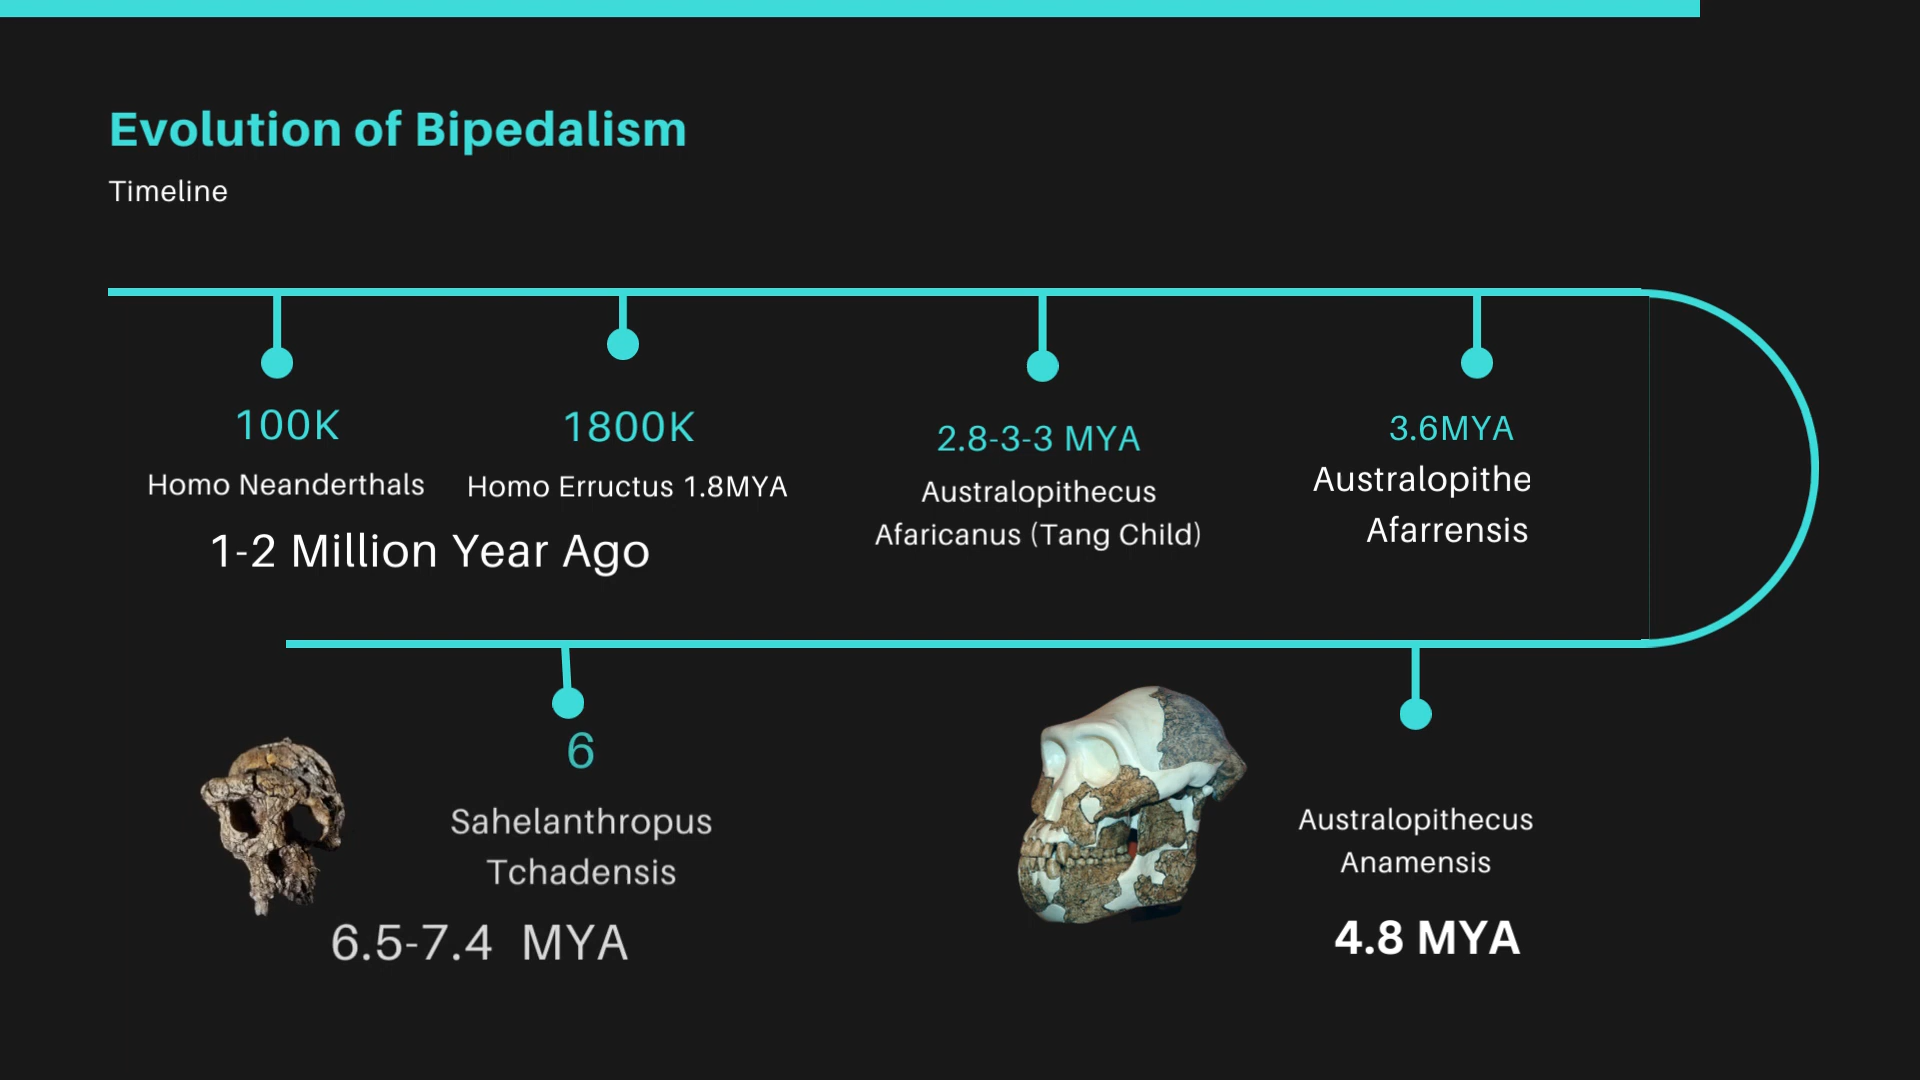 Evolution of Bipedalism
Timeline
100K
Homo Neanderthals
1800K
Homo Erructus 1.8MYA
1-2 Million Year Ago
2.8-3-3 MYA
Australopithecus
Afaricanus (Tang Child)
3.6MYA
Australopithe
Afarrensis
6
Sahelanthropus
Tchadensis
6.5-7.4 MYA
Australopithecus
Anamensis
4.8 MYA